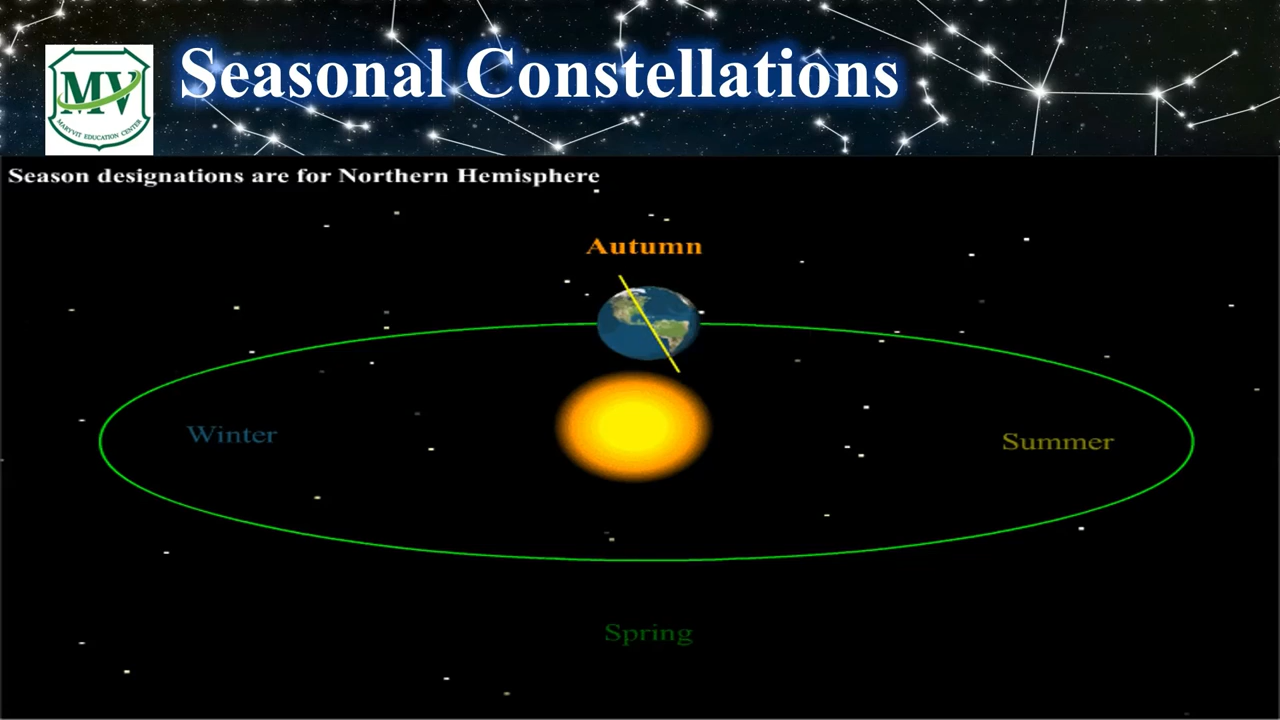 Seasonal Constellations
MV
MARYVIT EDUCATION CENTER
Season designations are for Northern Hemisphere
Autumn
Winter
Summer
Spring